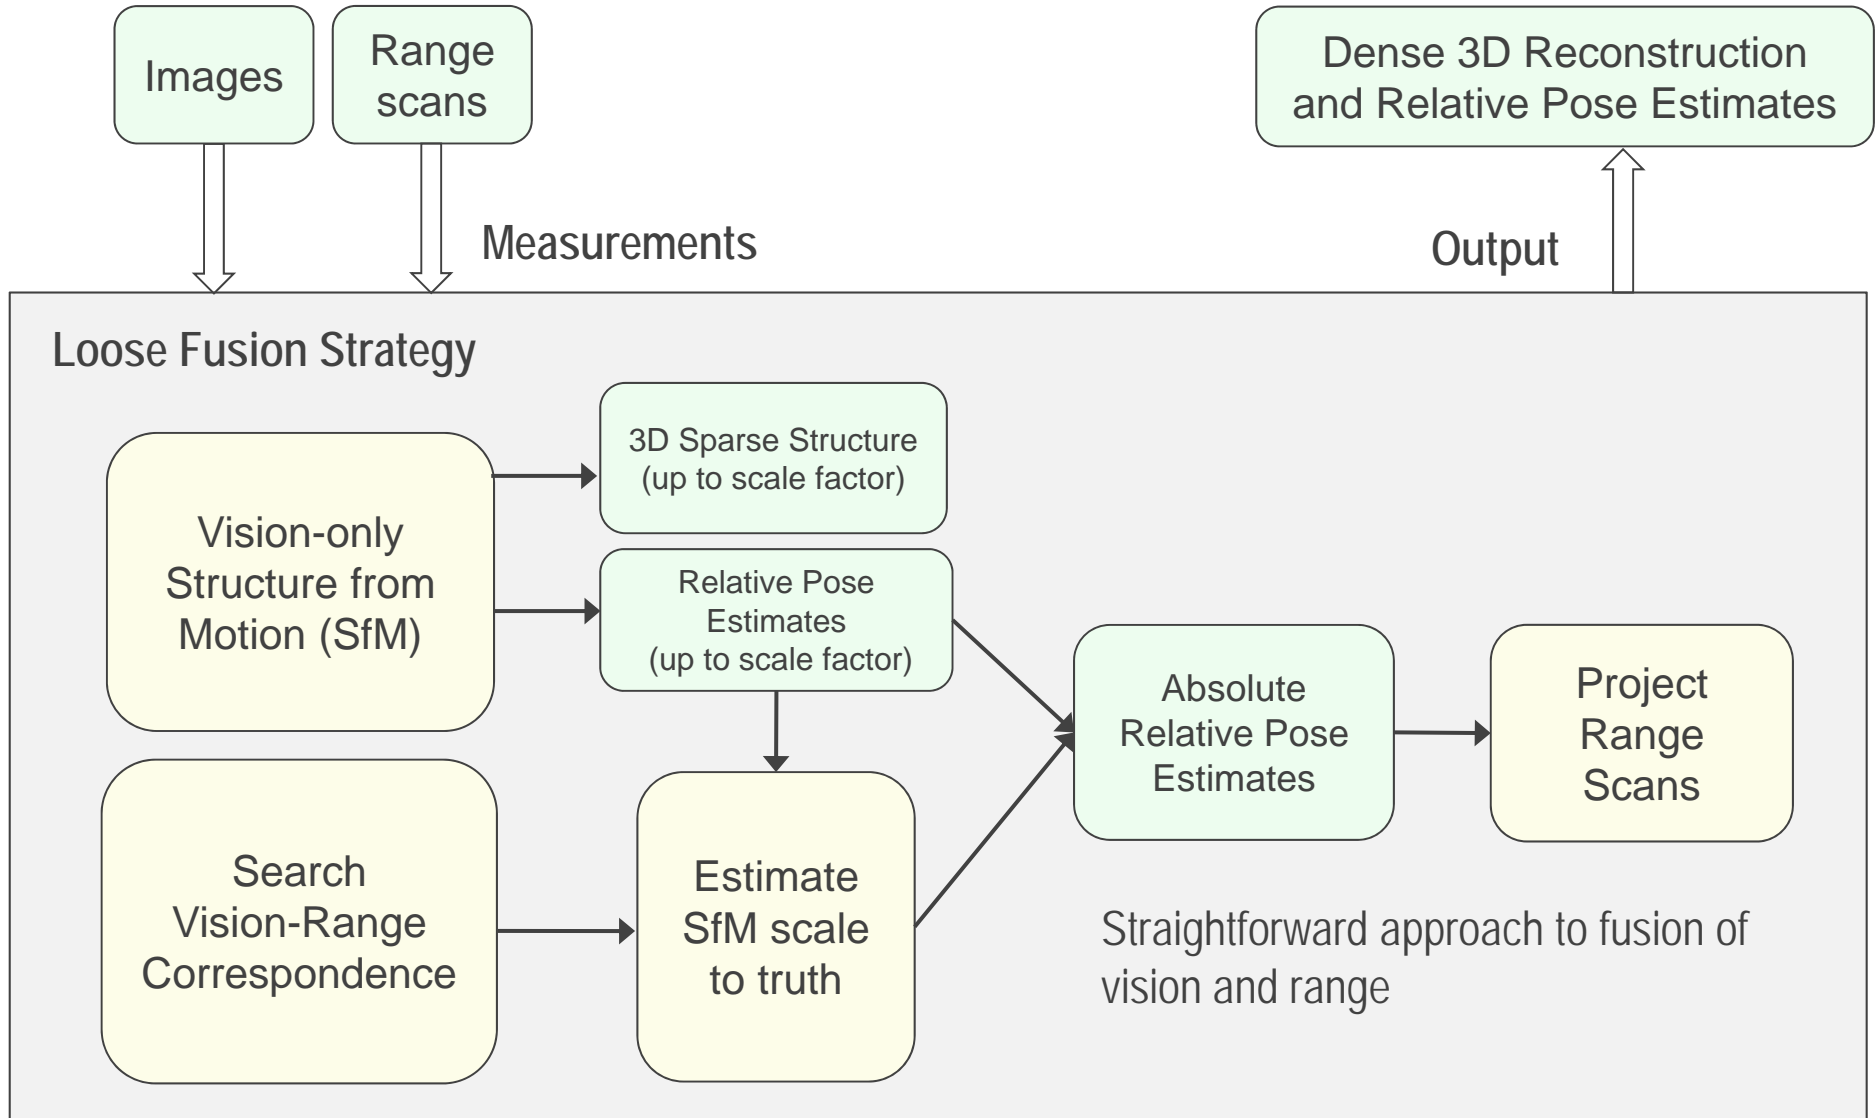 Images
Range
scans
Dense 3D Reconstruction
and Relative Pose Estimates
Measurements
Output
Loose Fusion Strategy
3D Sparse Structure
(up to scale factor)
Vision-only
Structure from
Motion (SfM)
Relative Pose
Estimates
(up to scale factor)
Absolute
Relative Pose
Estimates
Project
Range
Scans
Search
Vision-Range
Correspondence
Estimate
SfM scale
to truth
Straightforward approach to fusion of
vision and range